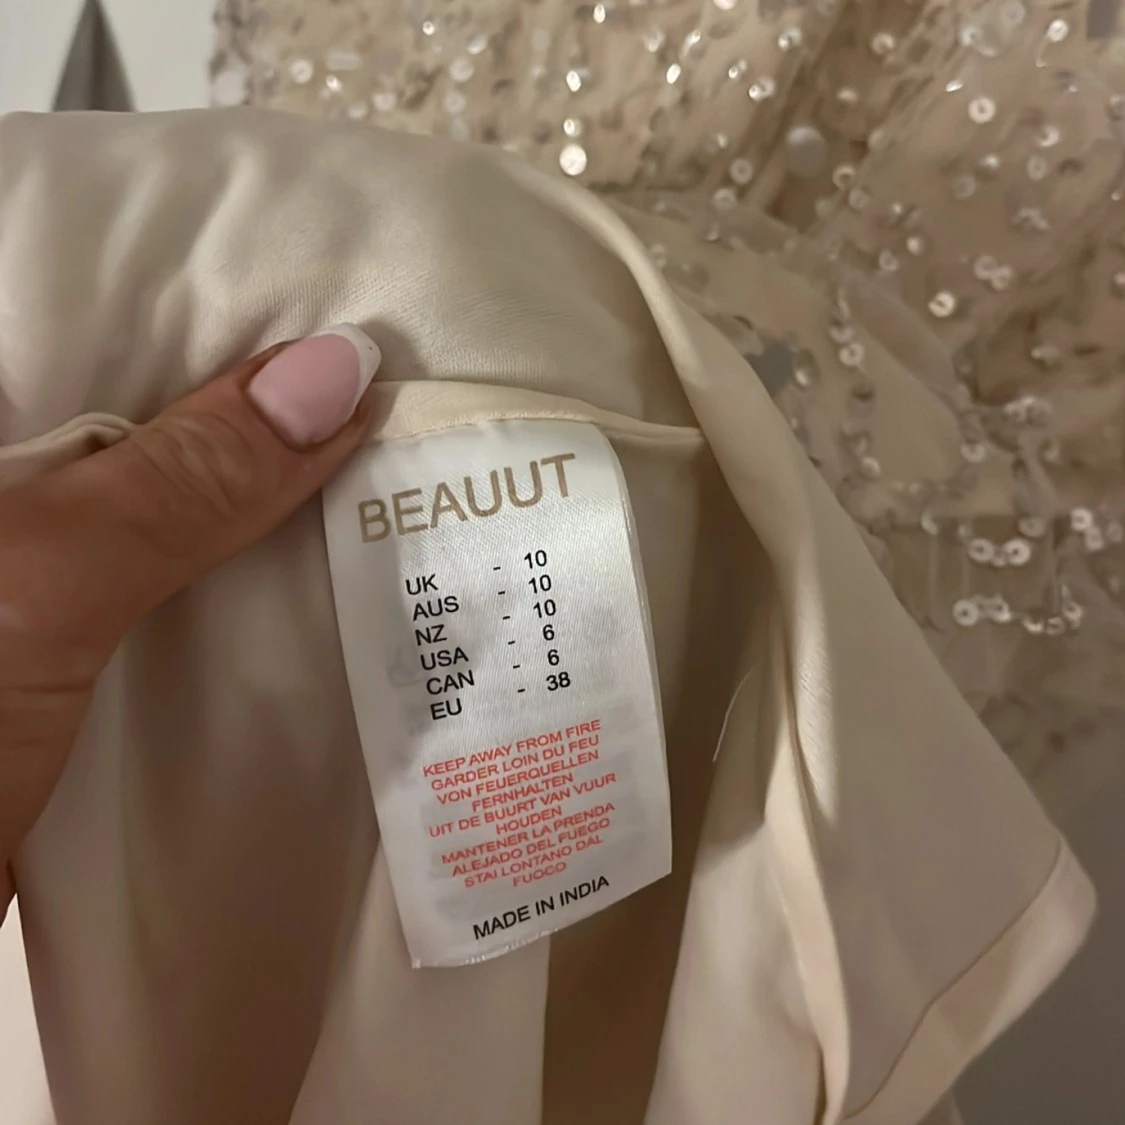 BEAUUT
UK - 10
AUS - 10
NZ - 10
USA - 6
CAN - 6
EU - 38
KEEP AWAY FROM FIRE
GARDER LOIN DU FEU
VON FEUERQUELLEN
FERNHALTEN
UIT DE BUURT VAN VUUR
HOUDEN
MANTENER LA PRENDA
ALEJADO DEL FUEGO
STAI LONTANO DAL
FUOCO
MADE IN INDIA